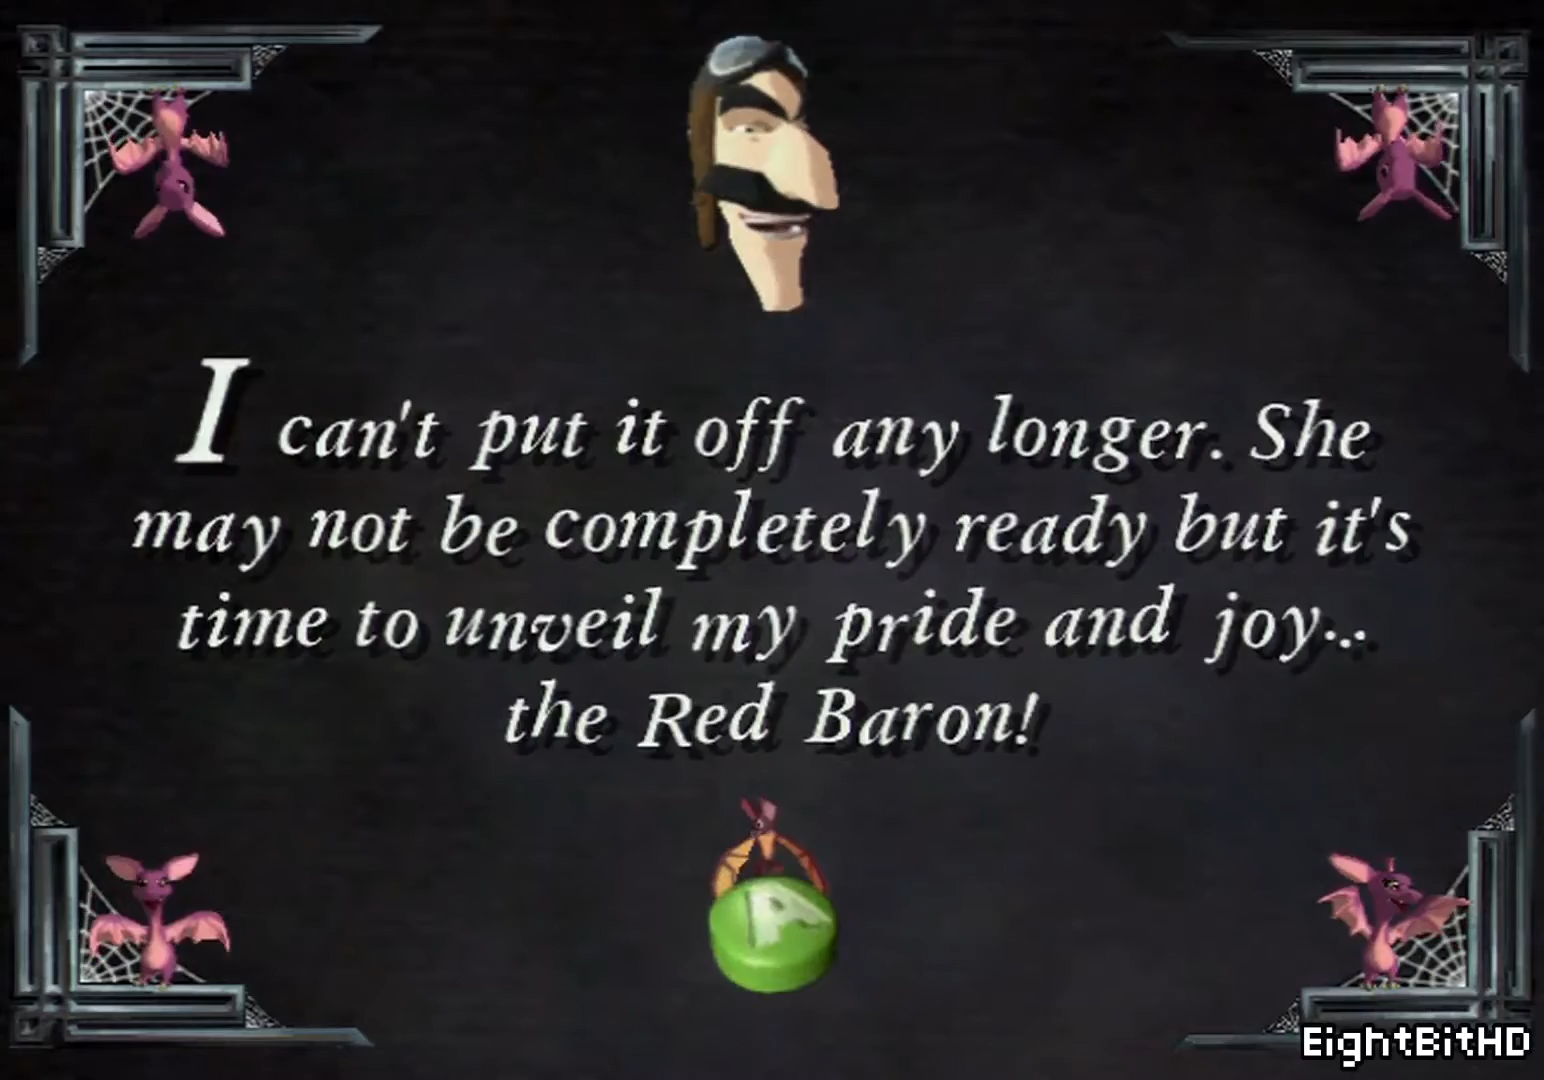 I can't put it off any longer. She
may not be completely ready but it's
time to unveil my pride and joy...
the Red Baron!
A
EightBitHD